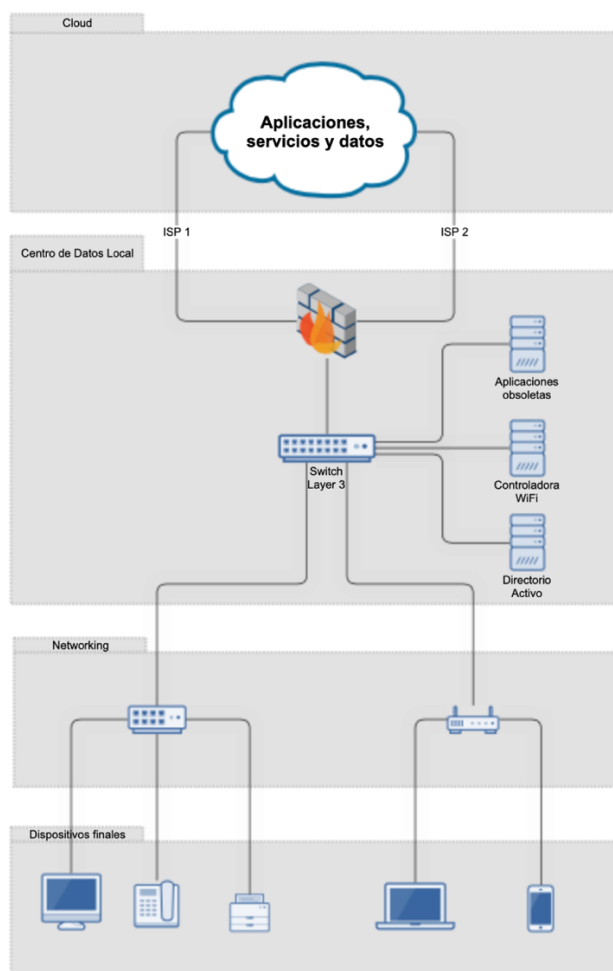 Cloud
Aplicaciones,
servicios y datos
ISP 1
ISP 2
Centro de Datos Local
Aplicaciones
obsoletas
Switch
Layer 3
Controladora
WiFi
Directorio
Activo
Networking
Dispositivos finales